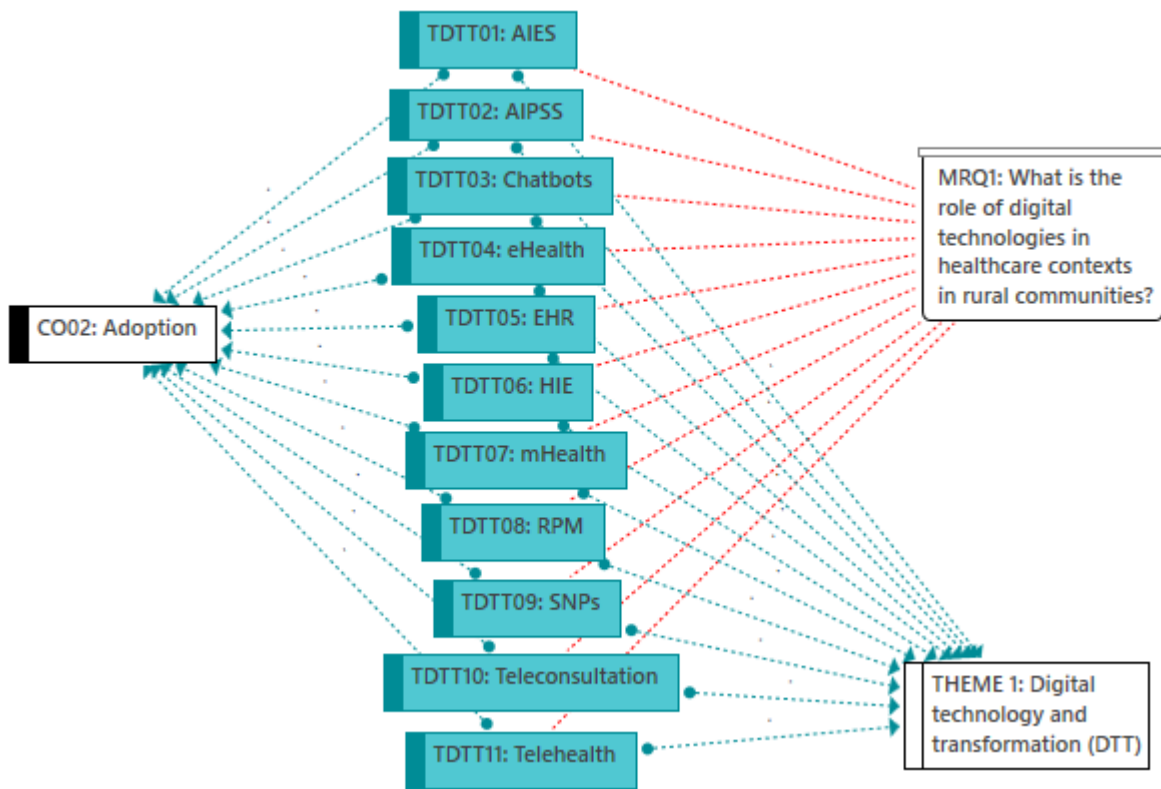 TDTT01: AIES
TDTT02: AIPSS
TDTT03: Chatbots
TDTT04: eHealth
TDTT05: EHR
TDTT06: HIE
TDTT07: mHealth
TDTT08: RPM
TDTT09: SNPs
TDTT10: Teleconsultation
TDTT11: Telehealth
CO02: Adoption
MRQ1: What is the
role of digital
technologies in
healthcare contexts
in rural communities?
THEME 1: Digital
technology and
transformation (DTT)